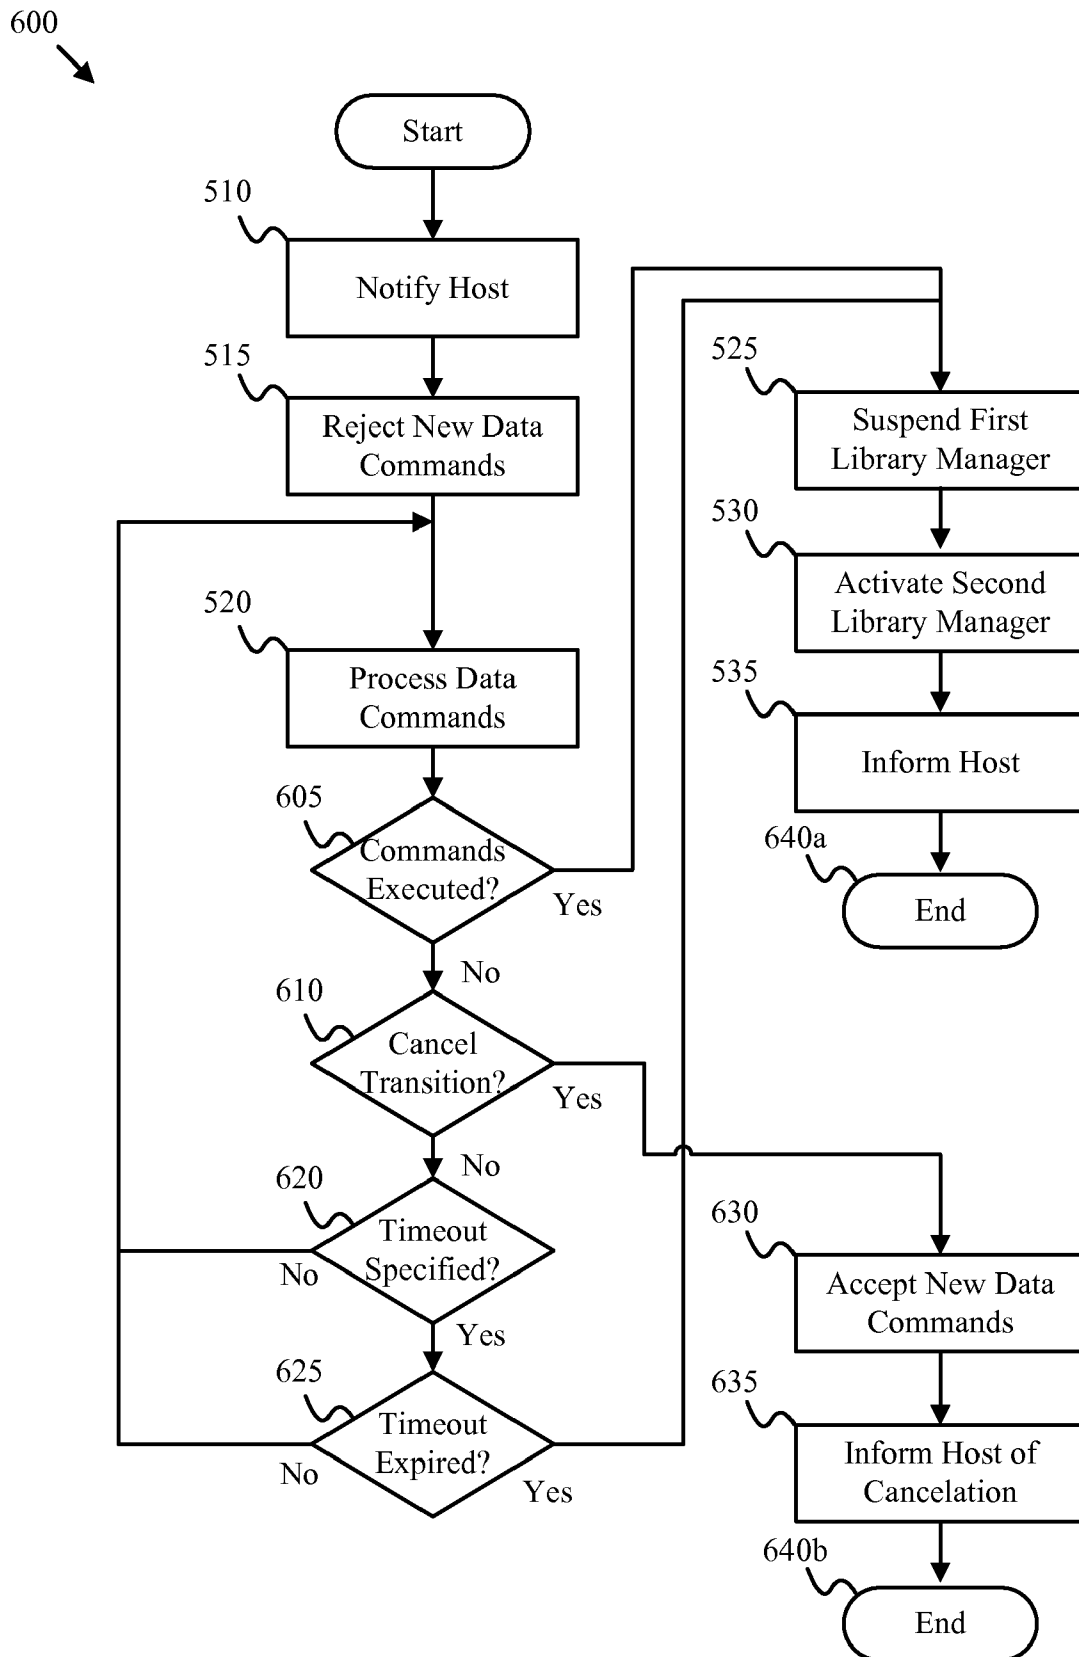 600
Start
510
Notify Host
515
Reject New Data
Commands
520
Process Data
Commands
605
Commands
Executed?
Yes
No
610
Cancel
Transition?
Yes
No
620
Timeout
Specified?
No
Yes
625
Timeout
Expired?
No
Yes
525
Suspend First
Library Manager
530
Activate Second
Library Manager
535
Inform Host
640a
End
630
Accept New Data
Commands
635
Inform Host of
Cancelation
640b
End